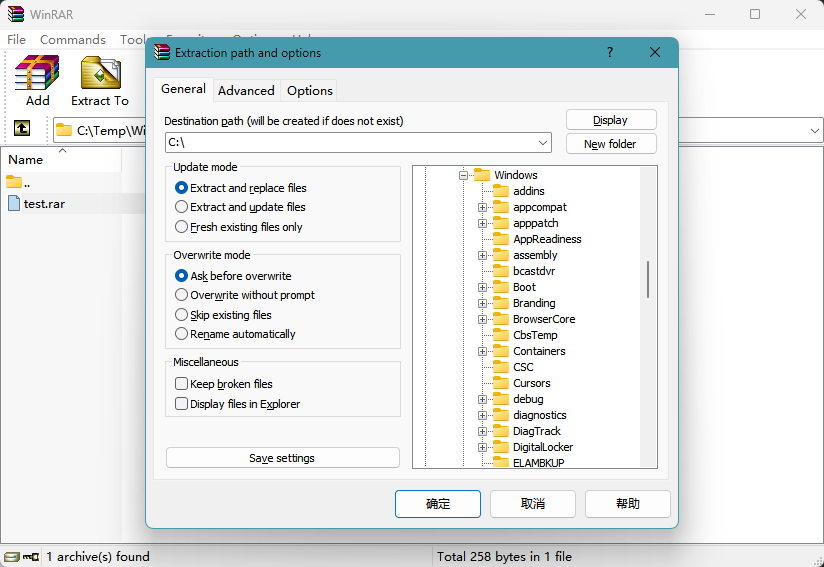 WinRAR
File Commands
Extraction path and options
?
Add
Extract To
C:\Temp\Wi
Name
..
test.rar
General Advanced Options
Destination path (will be created if does not exist)
C:\
Display
New folder
Update mode
Extract and replace files
Extract and update files
Fresh existing files only
Overwrite mode
Ask before overwrite
Overwrite without prompt
Skip existing files
Rename automatically
Miscellaneous
Keep broken files
Display files in Explorer
Save settings
Windows
addins
appcompat
apppatch
AppReadiness
assembly
bcastdvr
Boot
Branding
BrowserCore
CbsTemp
Containers
CSC
Cursors
debug
diagnostics
DiagTrack
DigitalLocker
ELAMBKUP
确定 取消 帮助
1 archive(s) found
Total 258 bytes in 1 file